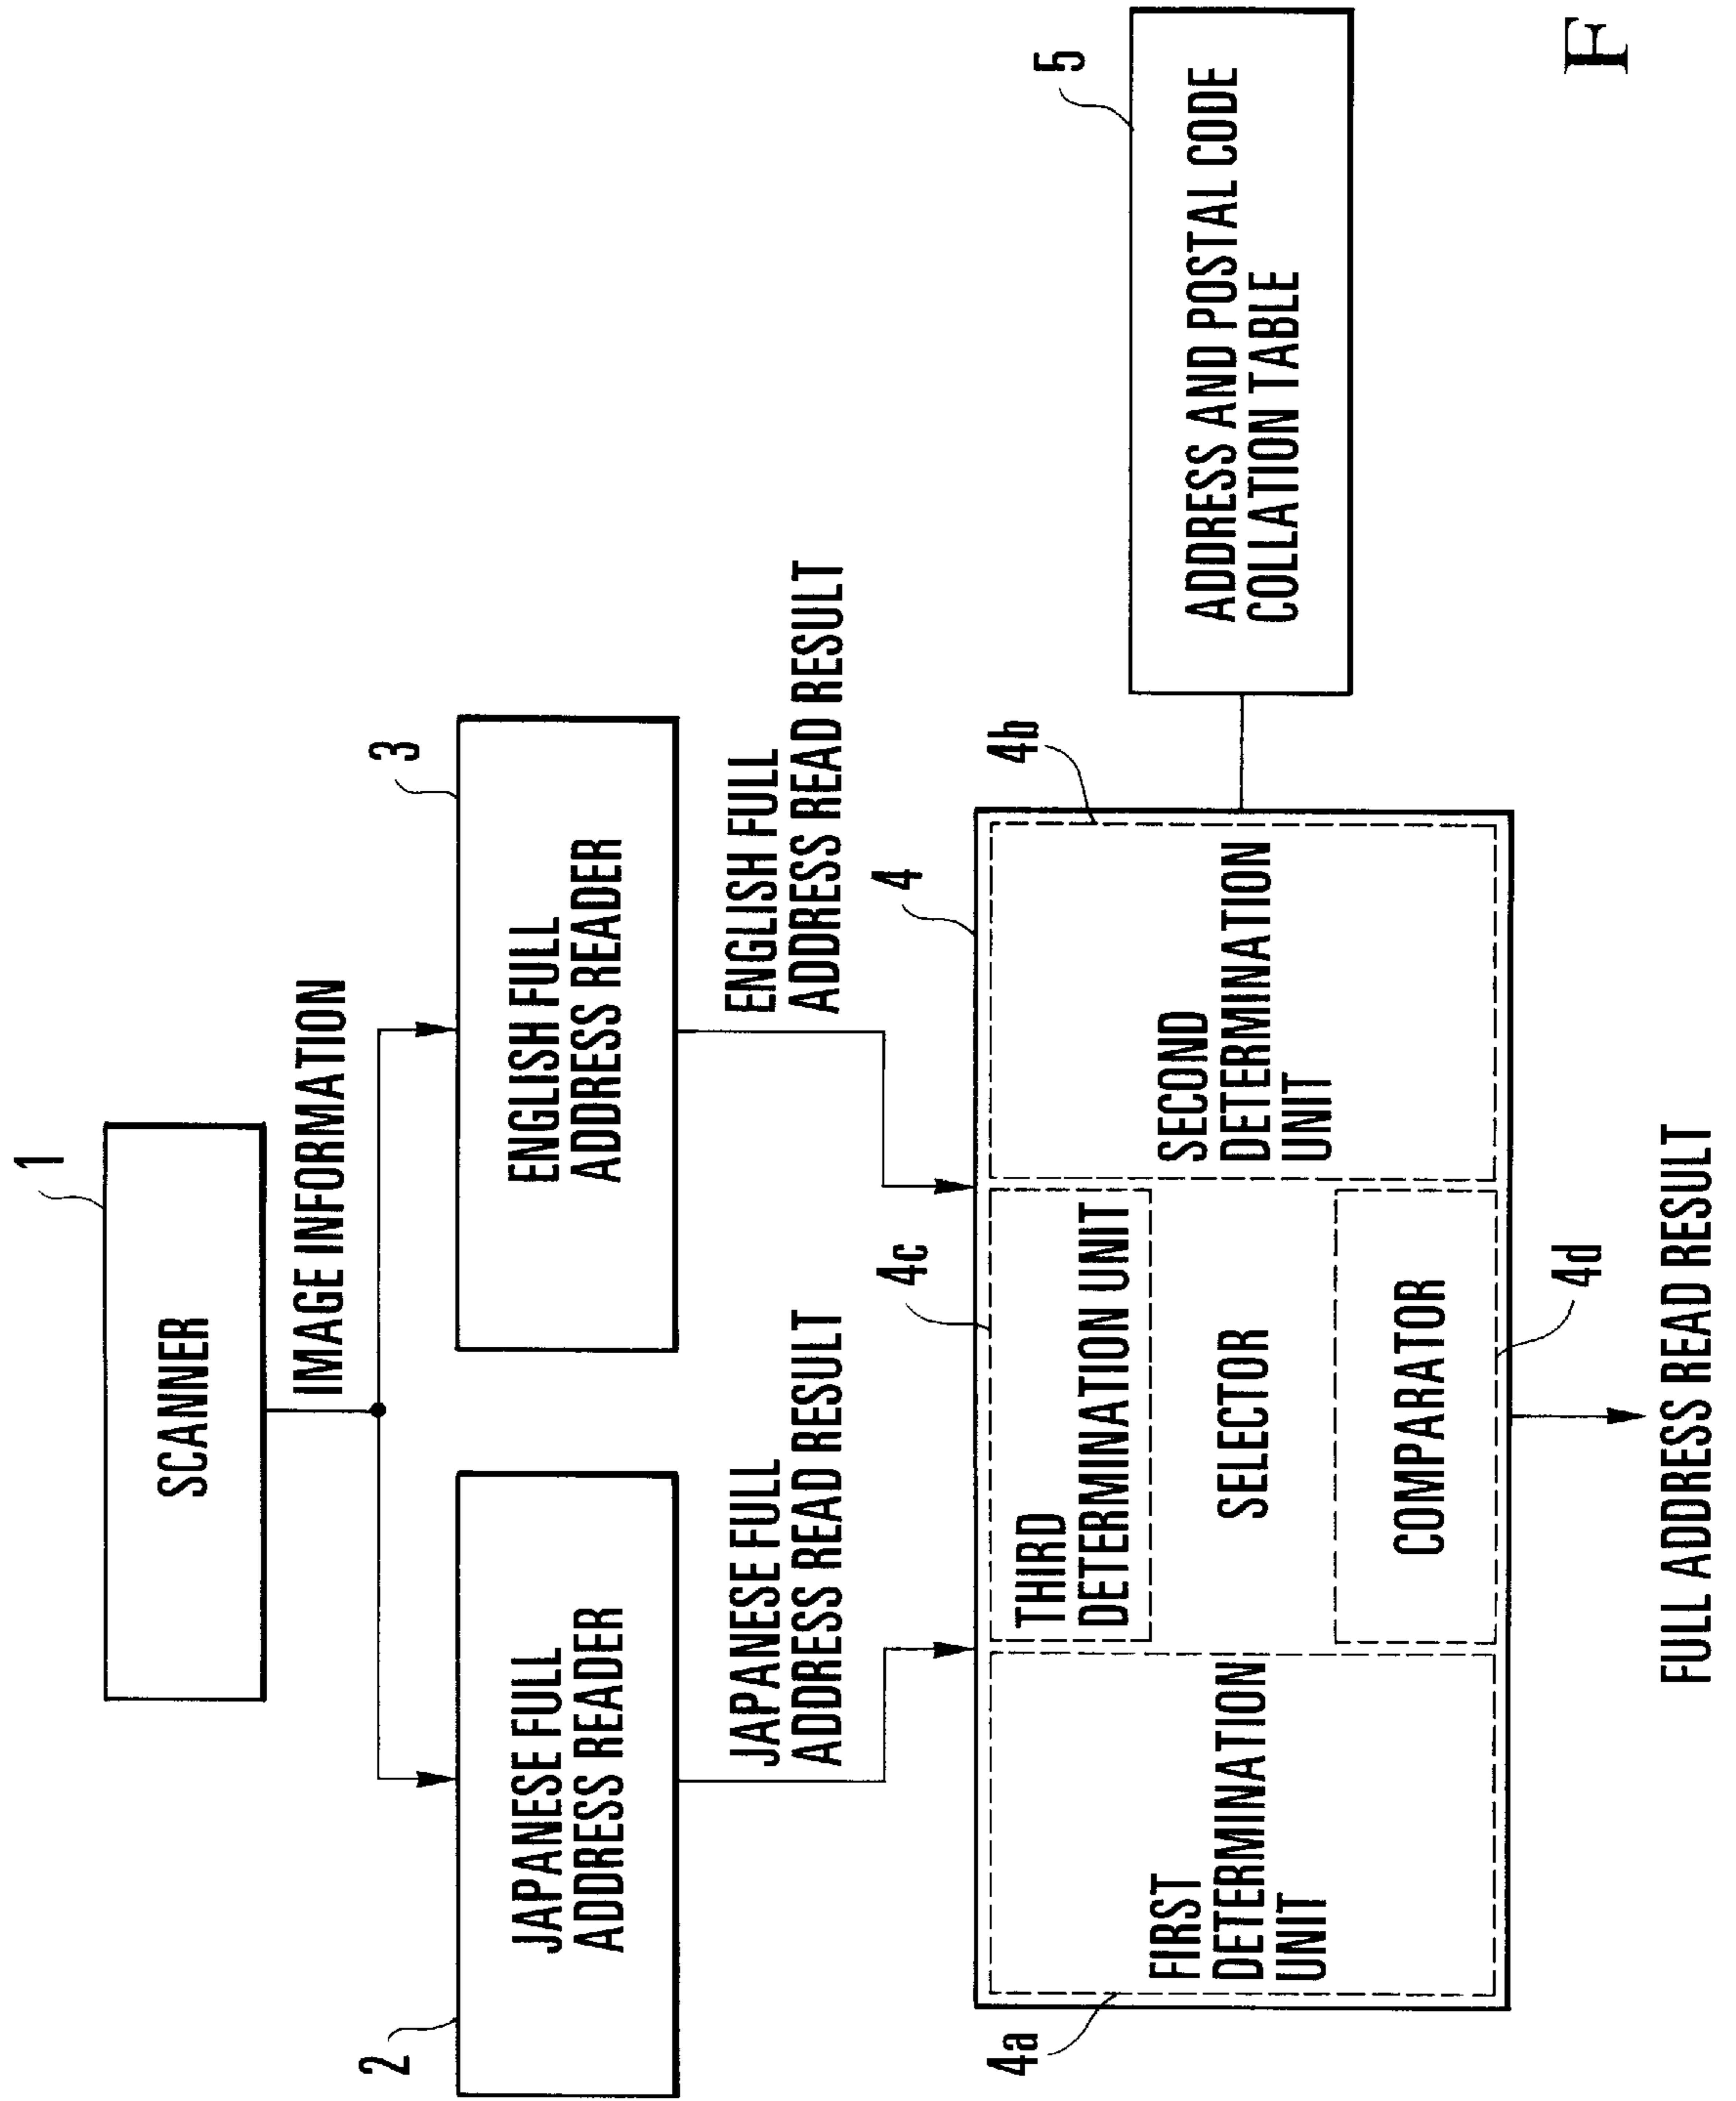 1
SCANNER
IMAGE INFORMATION
2
JAPANESE FULL
ADDRESS READER
3
ENGLISH FULL
ADDRESS READER
JAPANESE FULL
ADDRESS READ RESULT
ENGLISH FULL
ADDRESS READ RESULT
4
4a
FIRST
DETERMINATION
UNIT
4c
THIRD
DETERMINATION UNIT
SELECTOR
COMPARATOR
4d
4b
SECOND
DETERMINATION
UNIT
5
ADDRESS AND POSTAL CODE
COLLATION TABLE
FULL ADDRESS READ RESULT
F